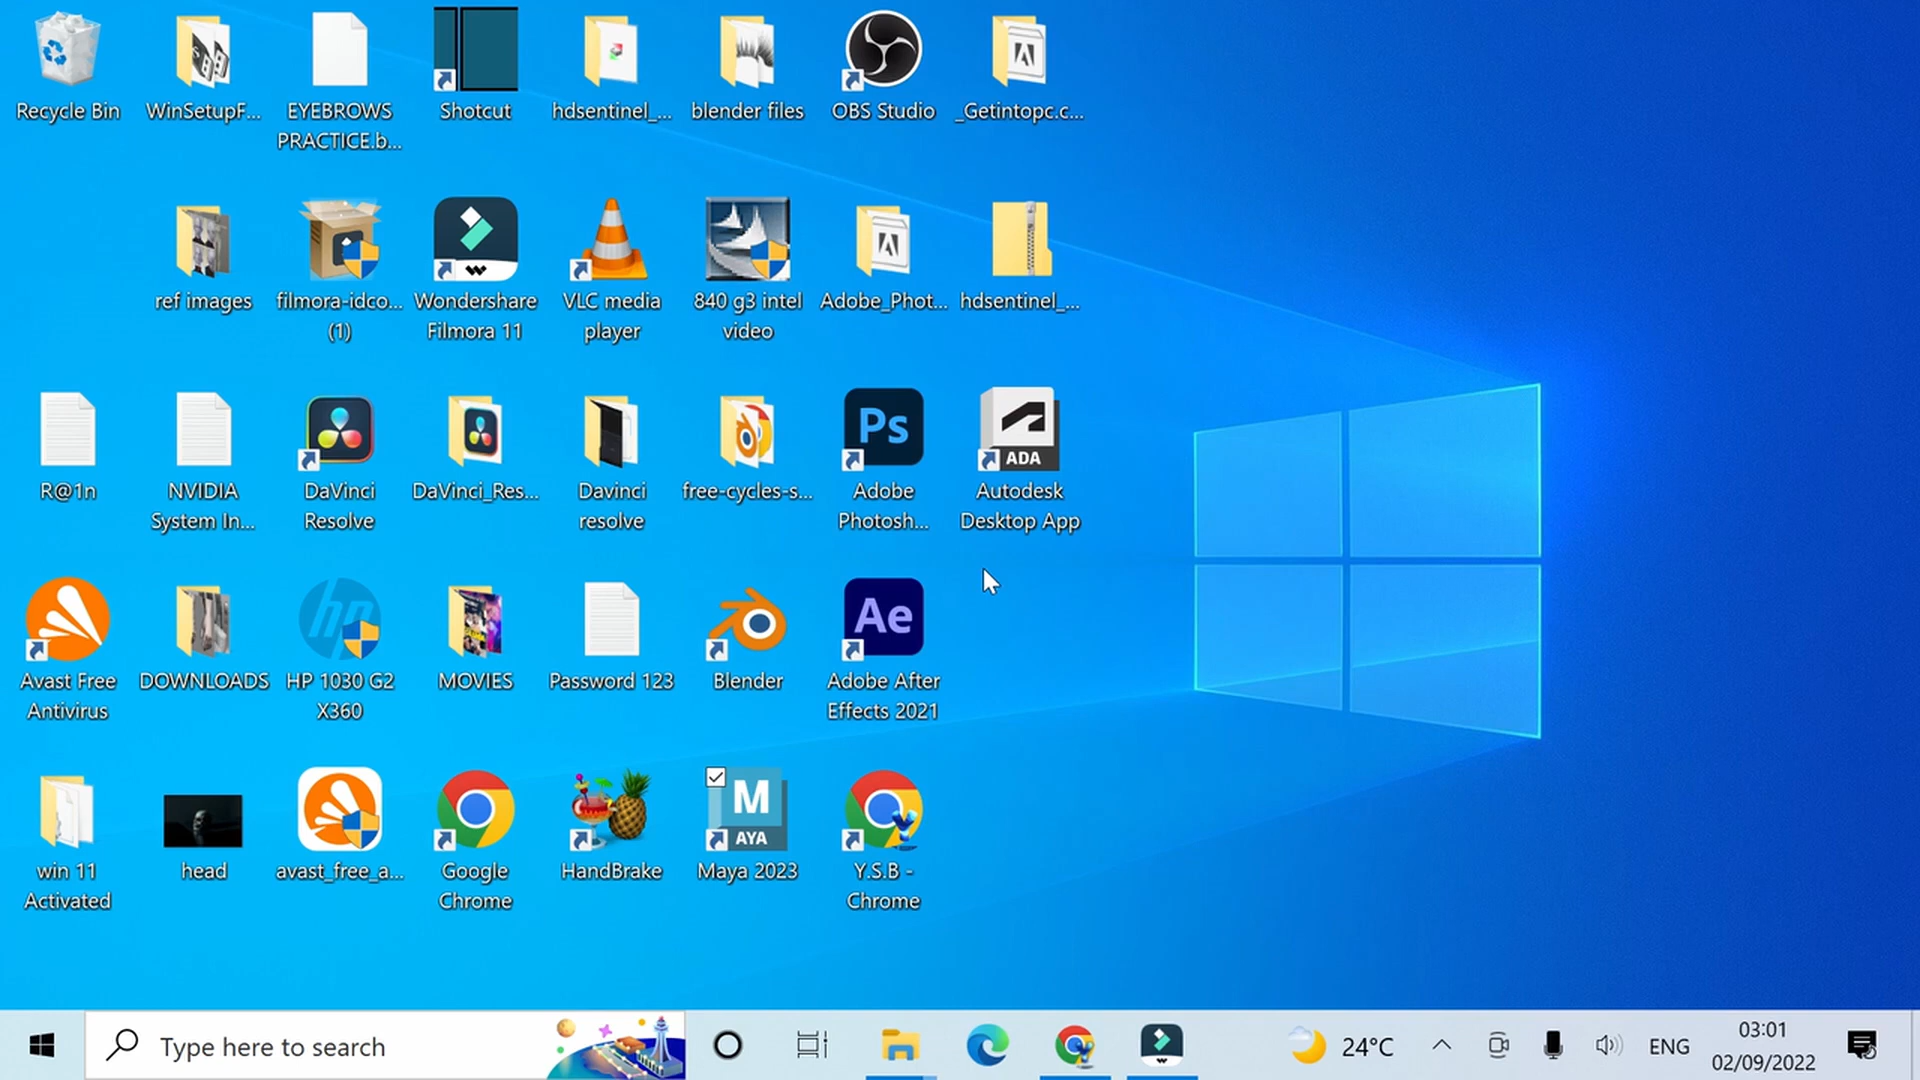 Recycle Bin
WinSetupF...
EYEBROWS
PRACTICE.b...
Shotcut
hdsentinel_...
blender files
OBS Studio
_Getintopc.c...
ref images
filmora-idco...
(1)
Wondershare
Filmora 11
VLC media
player
840 g3 intel
video
Adobe_Phot...
hdsentinel_...
R@1n
NVIDIA
System In...
DaVinci
Resolve
DaVinci_Res...
Davinci
resolve
free-cycles-s...
Ps
Adobe
Photosh...
ADA
Autodesk
Desktop App
Avast Free
Antivirus
DOWNLOADS
hp
HP 1030 G2
X360
MOVIES
Password 123
Blender
Ae
Adobe After
Effects 2021
win 11
Activated
head
avast_free_a...
Google
Chrome
HandBrake
M
AYA
Maya 2023
Y.S.B -
Chrome
Type here to search
24°C
ENG
03:01
02/09/2022